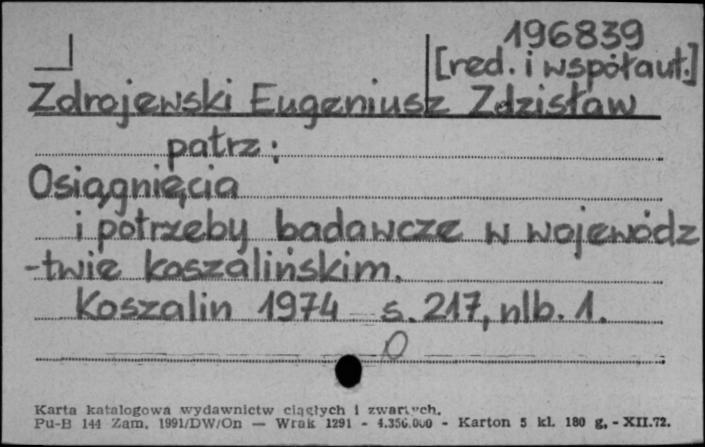 196839
[red. i współaut.]
Zdrojewski Eugeniusz Zdzisław
patrz:
Osiągnięcia
i potrzeby badawcze w wojewódz
-twie koszalińskim.
Koszalin 1974 s. 217, nlb. 1.
0
Karta katalogowa wydawnictw ciągłych i zwartych.
Pu-B 144 Zam. 1991/DW/On — Wrak 1291 - 4.356.000 - Karton 5 kl. 180 g. - XII.72.